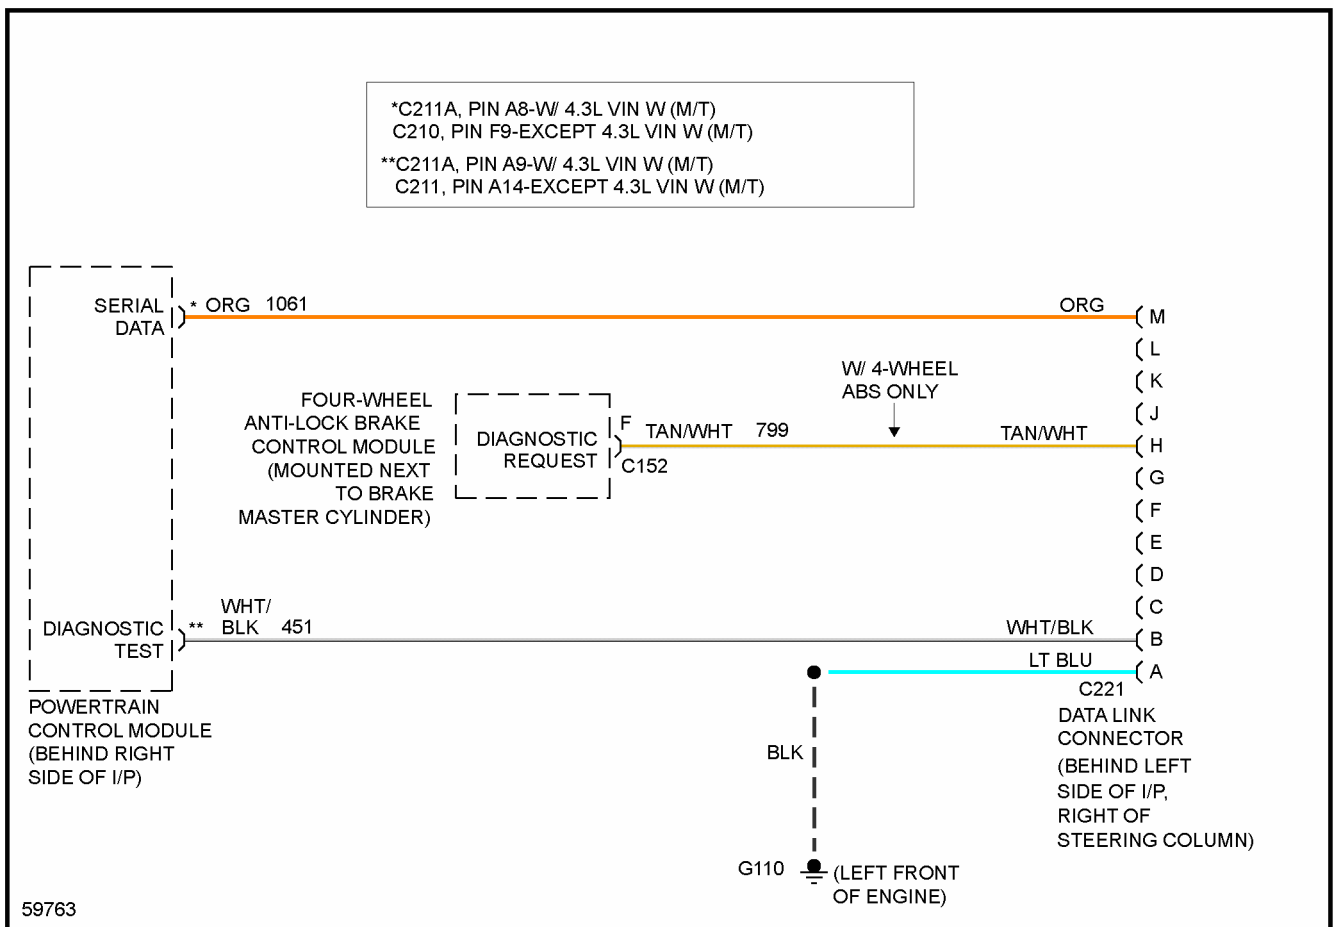 *C211A, PIN A8-W/ 4.3L VIN W (M/T)
C210, PIN F9-EXCEPT 4.3L VIN W (M/T)
**C211A, PIN A9-W/ 4.3L VIN W (M/T)
C211, PIN A14-EXCEPT 4.3L VIN W (M/T)
SERIAL
DATA
* ORG 1061
ORG
M
L
K
J
H
G
F
E
D
C
B
A
W/ 4-WHEEL
ABS ONLY
FOUR-WHEEL
ANTI-LOCK BRAKE
CONTROL MODULE
(MOUNTED NEXT
TO BRAKE
MASTER CYLINDER)
DIAGNOSTIC
REQUEST
F
TAN/WHT 799
TAN/WHT
C152
DIAGNOSTIC
TEST
**
WHT/
BLK 451
WHT/BLK
LT BLU
C221
POWERTRAIN
CONTROL MODULE
(BEHIND RIGHT
SIDE OF I/P)
DATA LINK
CONNECTOR
(BEHIND LEFT
SIDE OF I/P,
RIGHT OF
STEERING COLUMN)
BLK
G110
(LEFT FRONT
OF ENGINE)
59763